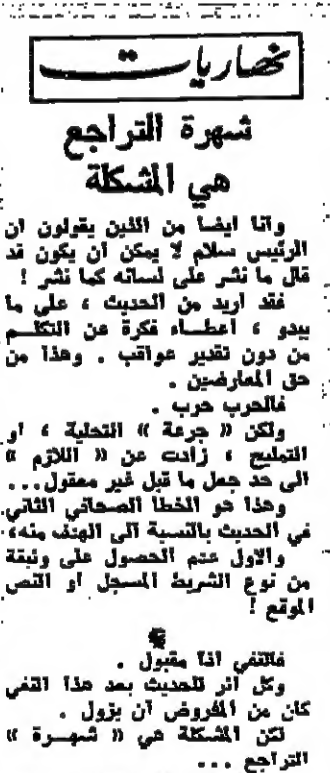 نهاريات
شهرة التراجع
هي المشكلة
وأنا ايضا من الذين يقولون ان
الرئيس سلام لا يمكن أن يكون قد
قال ما نشر على لسانه كما نشر !
فقد اريد من الحديث ، على ما
يبدو ، اعطاء فكرة عن التكلم
من دون تقدير عواقب . وهذا من
حق المعارضين .
فالحرب حرب .
ولكن « جرعة » التحلية ، او
التمليح ، زادت عن « اللازم »
الى حد جعل ما قيل غير معقول...
وهذا هو الخطأ الصحافي الثاني
في الحديث بالنسبة الى الهدف منه،
والاول عدم الحصول على وثيقة
من نوع الشريط المسجل او النص
الموقع !
فالنفي اذا مقبول .
وكل اثر للحديث بعد هذا النفي
كان من المفروض أن يزول .
لكن المشكلة هي « شهرة »
التراجع ...